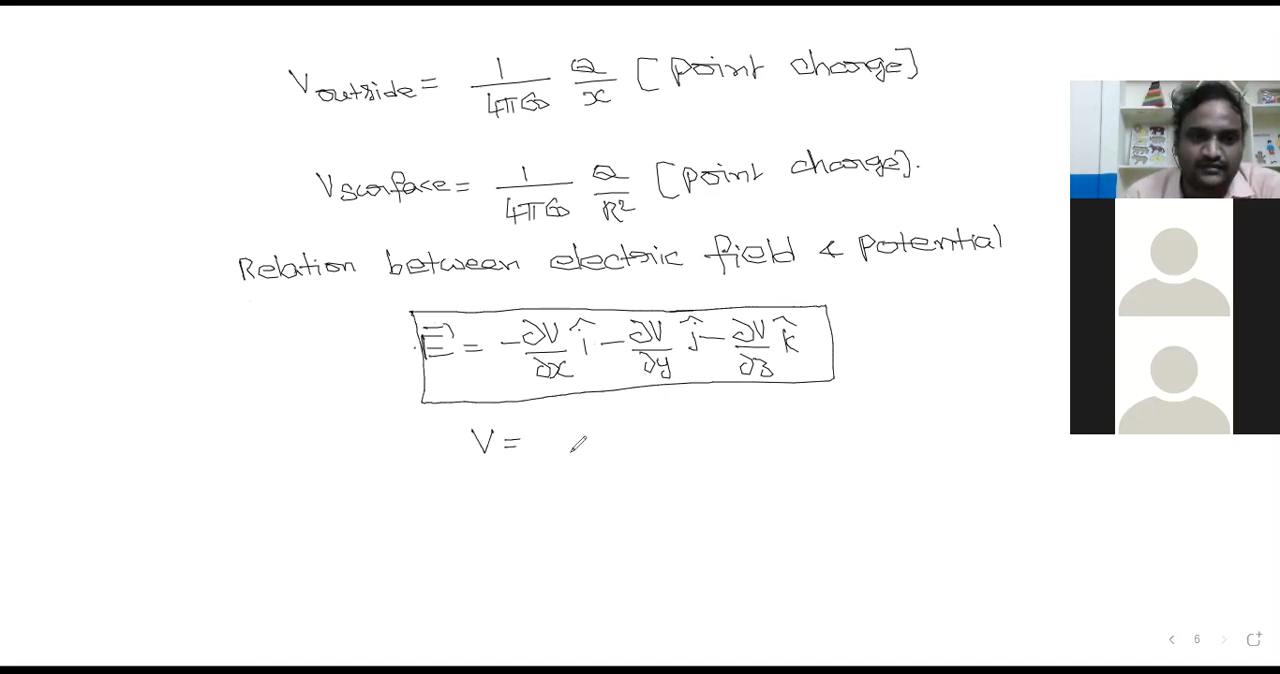 V outside = 1/4πϵ0 Q/x [Point charge]
V surface = 1/4πϵ0 Q/R² [Point charge].
Relation between electric field & Potential
E⃗ = -∂V/∂x î - ∂V/∂y ĵ - ∂V/∂z k̂
V =
< 6 >